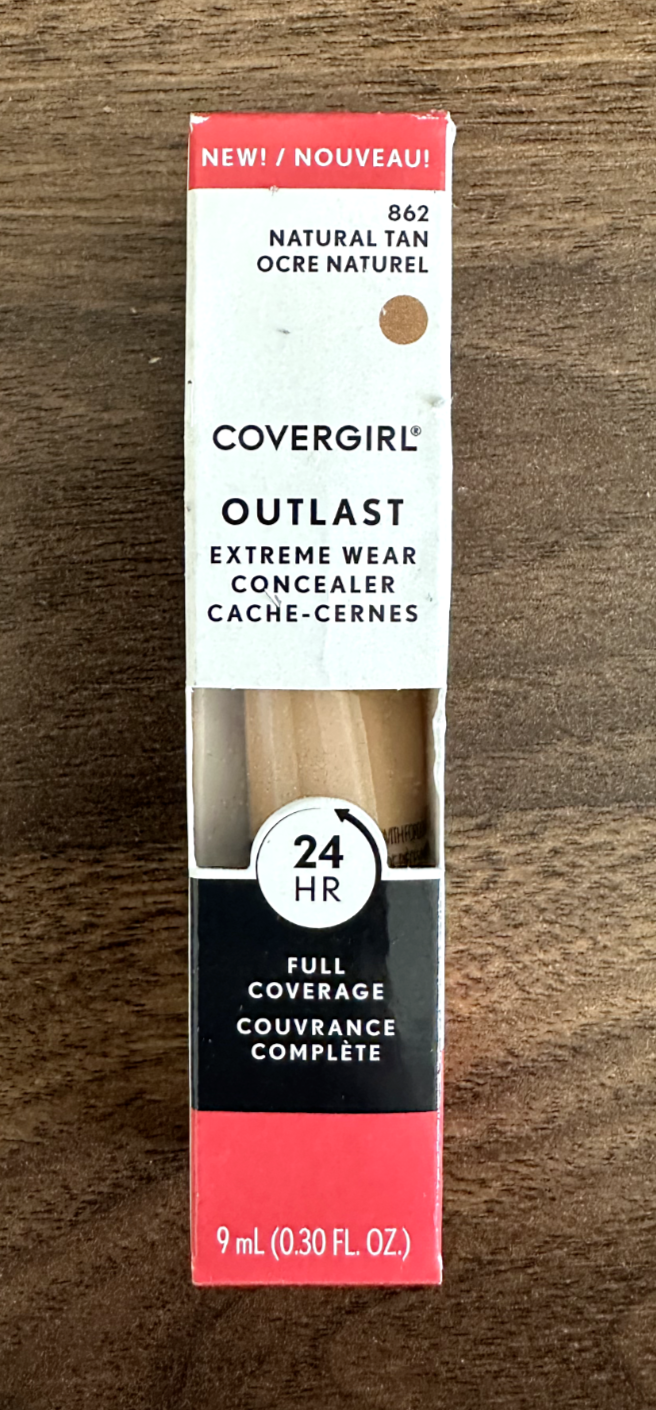 NEW! / NOUVEAU!
862
NATURAL TAN
OCRE NATUREL
COVERGIRL®
OUTLAST
EXTREME WEAR
CONCEALER
CACHE-CERNES
24
HR
FULL
COVERAGE
COUVRANCE
COMPLÈTE
9 mL (0.30 FL. OZ.)